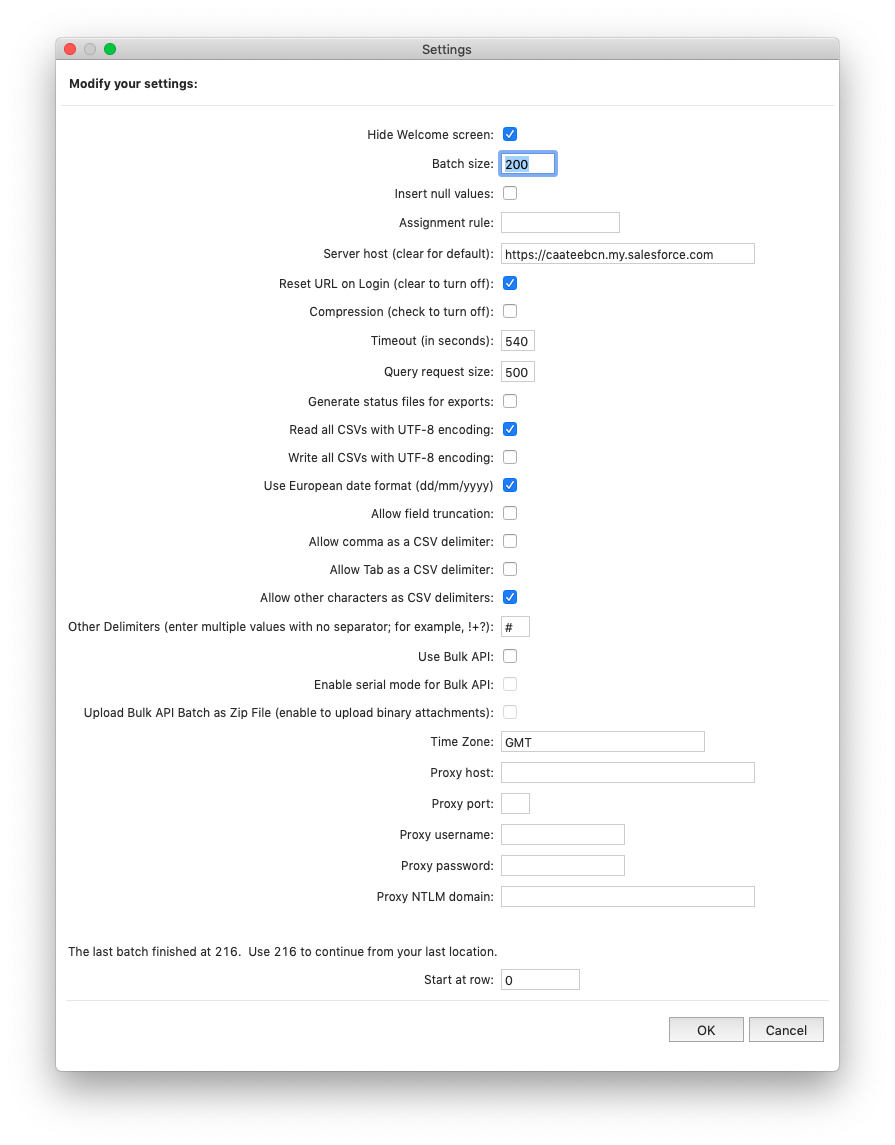 Settings
Modify your settings:
Hide Welcome screen:
Batch size: 200
Insert null values:
Assignment rule:
Server host (clear for default): https://caateebcn.my.salesforce.com
Reset URL on Login (clear to turn off):
Compression (check to turn off):
Timeout (in seconds): 540
Query request size: 500
Generate status files for exports:
Read all CSVs with UTF-8 encoding:
Write all CSVs with UTF-8 encoding:
Use European date format (dd/mm/yyyy)
Allow field truncation:
Allow comma as a CSV delimiter:
Allow Tab as a CSV delimiter:
Allow other characters as CSV delimiters:
Other Delimiters (enter multiple values with no separator; for example, !+?): #
Use Bulk API:
Enable serial mode for Bulk API:
Upload Bulk API Batch as Zip File (enable to upload binary attachments):
Time Zone: GMT
Proxy host:
Proxy port:
Proxy username:
Proxy password:
Proxy NTLM domain:
The last batch finished at 216.  Use 216 to continue from your last location.
Start at row: 0
OK Cancel